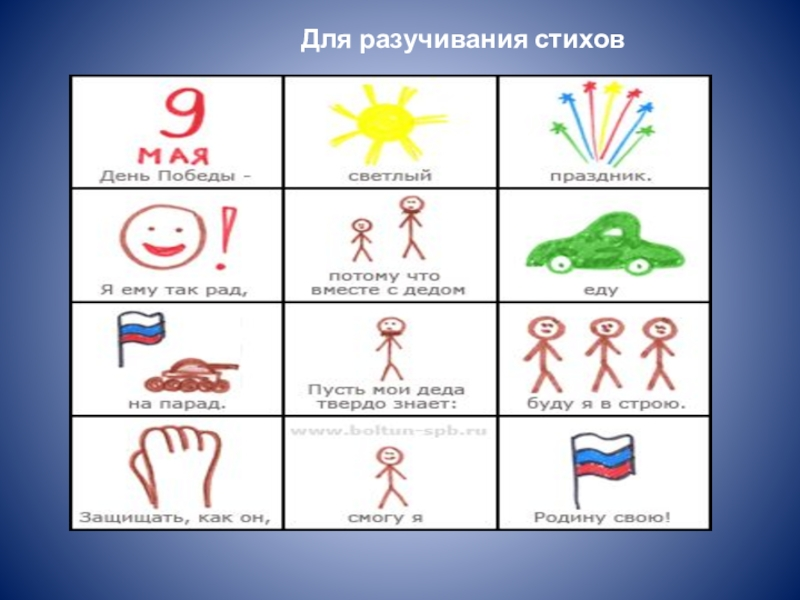 Для разучивания стихов
9
МАЯ
День Победы -
светлый
праздник.
Я ему так рад,
потому что
вместе с дедом
еду
на парад.
Пусть мои деда
твердо знает:
буду я в строю.
www.boltun-spb.ru
Защищать, как он,
смогу я
Родину свою!